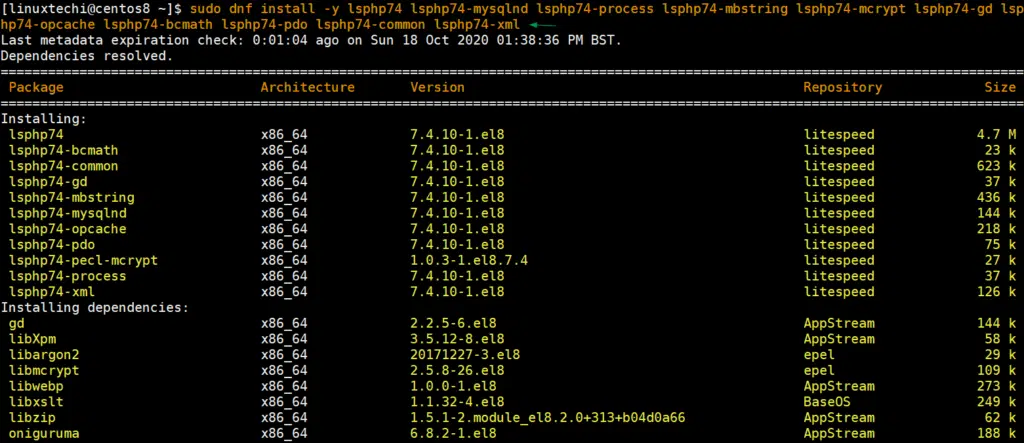 [linuxtechi@centos8 ~]$ sudo dnf install -y lsphp74 lsphp74-mysqlnd lsphp74-process lsphp74-mbstring lsphp74-mcrypt lsphp74-gd lsp
hp74-opcache lsphp74-bcmath lsphp74-pdo lsphp74-common lsphp74-xml
Last metadata expiration check: 0:01:04 ago on Sun 18 Oct 2020 01:38:36 PM BST.
Dependencies resolved.
Package Architecture Version Repository Size
Installing:
lsphp74 x86_64 7.4.10-1.el8 litespeed 4.7 M
lsphp74-bcmath x86_64 7.4.10-1.el8 litespeed 23 k
lsphp74-common x86_64 7.4.10-1.el8 litespeed 623 k
lsphp74-gd x86_64 7.4.10-1.el8 litespeed 37 k
lsphp74-mbstring x86_64 7.4.10-1.el8 litespeed 436 k
lsphp74-mysqlnd x86_64 7.4.10-1.el8 litespeed 144 k
lsphp74-opcache x86_64 7.4.10-1.el8 litespeed 218 k
lsphp74-pdo x86_64 7.4.10-1.el8 litespeed 75 k
lsphp74-pecl-mcrypt x86_64 1.0.3-1.el8.7.4 litespeed 27 k
lsphp74-process x86_64 7.4.10-1.el8 litespeed 37 k
lsphp74-xml x86_64 7.4.10-1.el8 litespeed 126 k
Installing dependencies:
gd x86_64 2.2.5-6.el8 AppStream 144 k
libXpm x86_64 3.5.12-8.el8 AppStream 58 k
libargon2 x86_64 20171227-3.el8 epel 29 k
libmcrypt x86_64 2.5.8-26.el8 epel 109 k
libwebp x86_64 1.0.0-1.el8 AppStream 273 k
libxslt x86_64 1.1.32-4.el8 BaseOS 249 k
libzip x86_64 1.5.1-2.module_el8.2.0+313+b04d0a66 AppStream 62 k
oniguruma x86_64 6.8.2-1.el8 AppStream 188 k